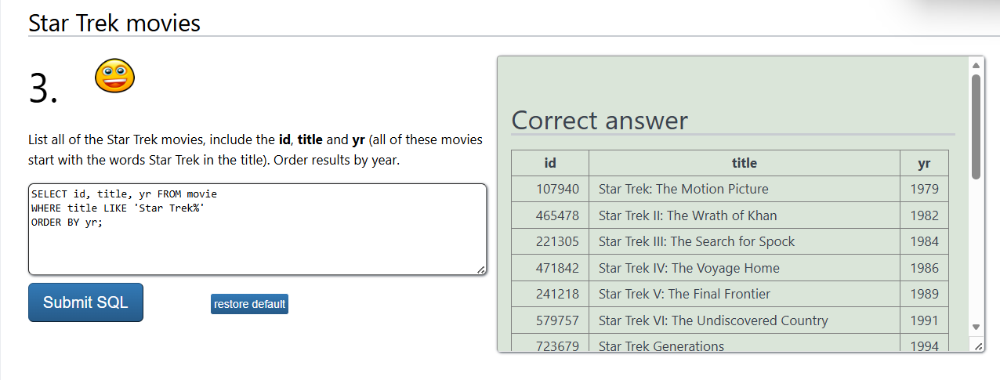 Star Trek movies
3.
List all of the Star Trek movies, include the id, title and yr (all of these movies
start with the words Star Trek in the title). Order results by year.
SELECT id, title, yr FROM movie
WHERE title LIKE 'Star Trek%'
ORDER BY yr;
Submit SQL
restore default
Correct answer
id title yr
107940 Star Trek: The Motion Picture 1979
465478 Star Trek II: The Wrath of Khan 1982
221305 Star Trek III: The Search for Spock 1984
471842 Star Trek IV: The Voyage Home 1986
241218 Star Trek V: The Final Frontier 1989
579757 Star Trek VI: The Undiscovered Country 1991
723679 Star Trek Generations 1994